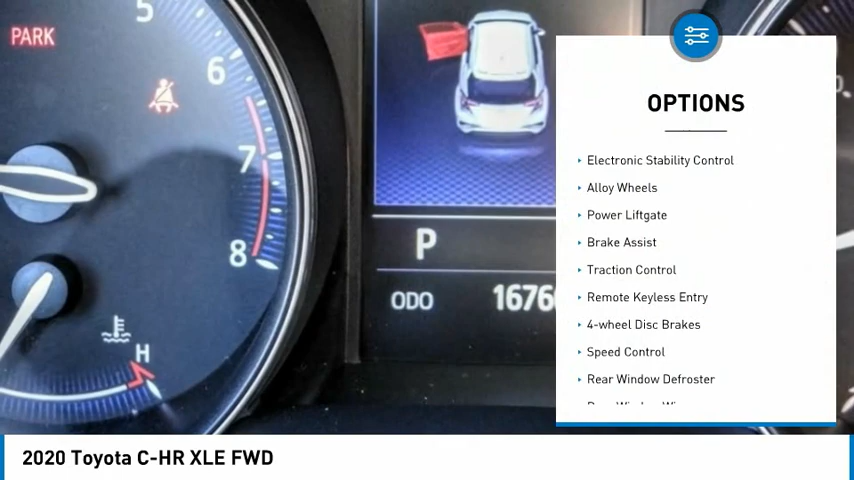 PARK
5
6
7
8
H
P
ODO 1676
OPTIONS
Electronic Stability Control
Alloy Wheels
Power Liftgate
Brake Assist
Traction Control
Remote Keyless Entry
4-wheel Disc Brakes
Speed Control
Rear Window Defroster
2020 Toyota C-HR XLE FWD